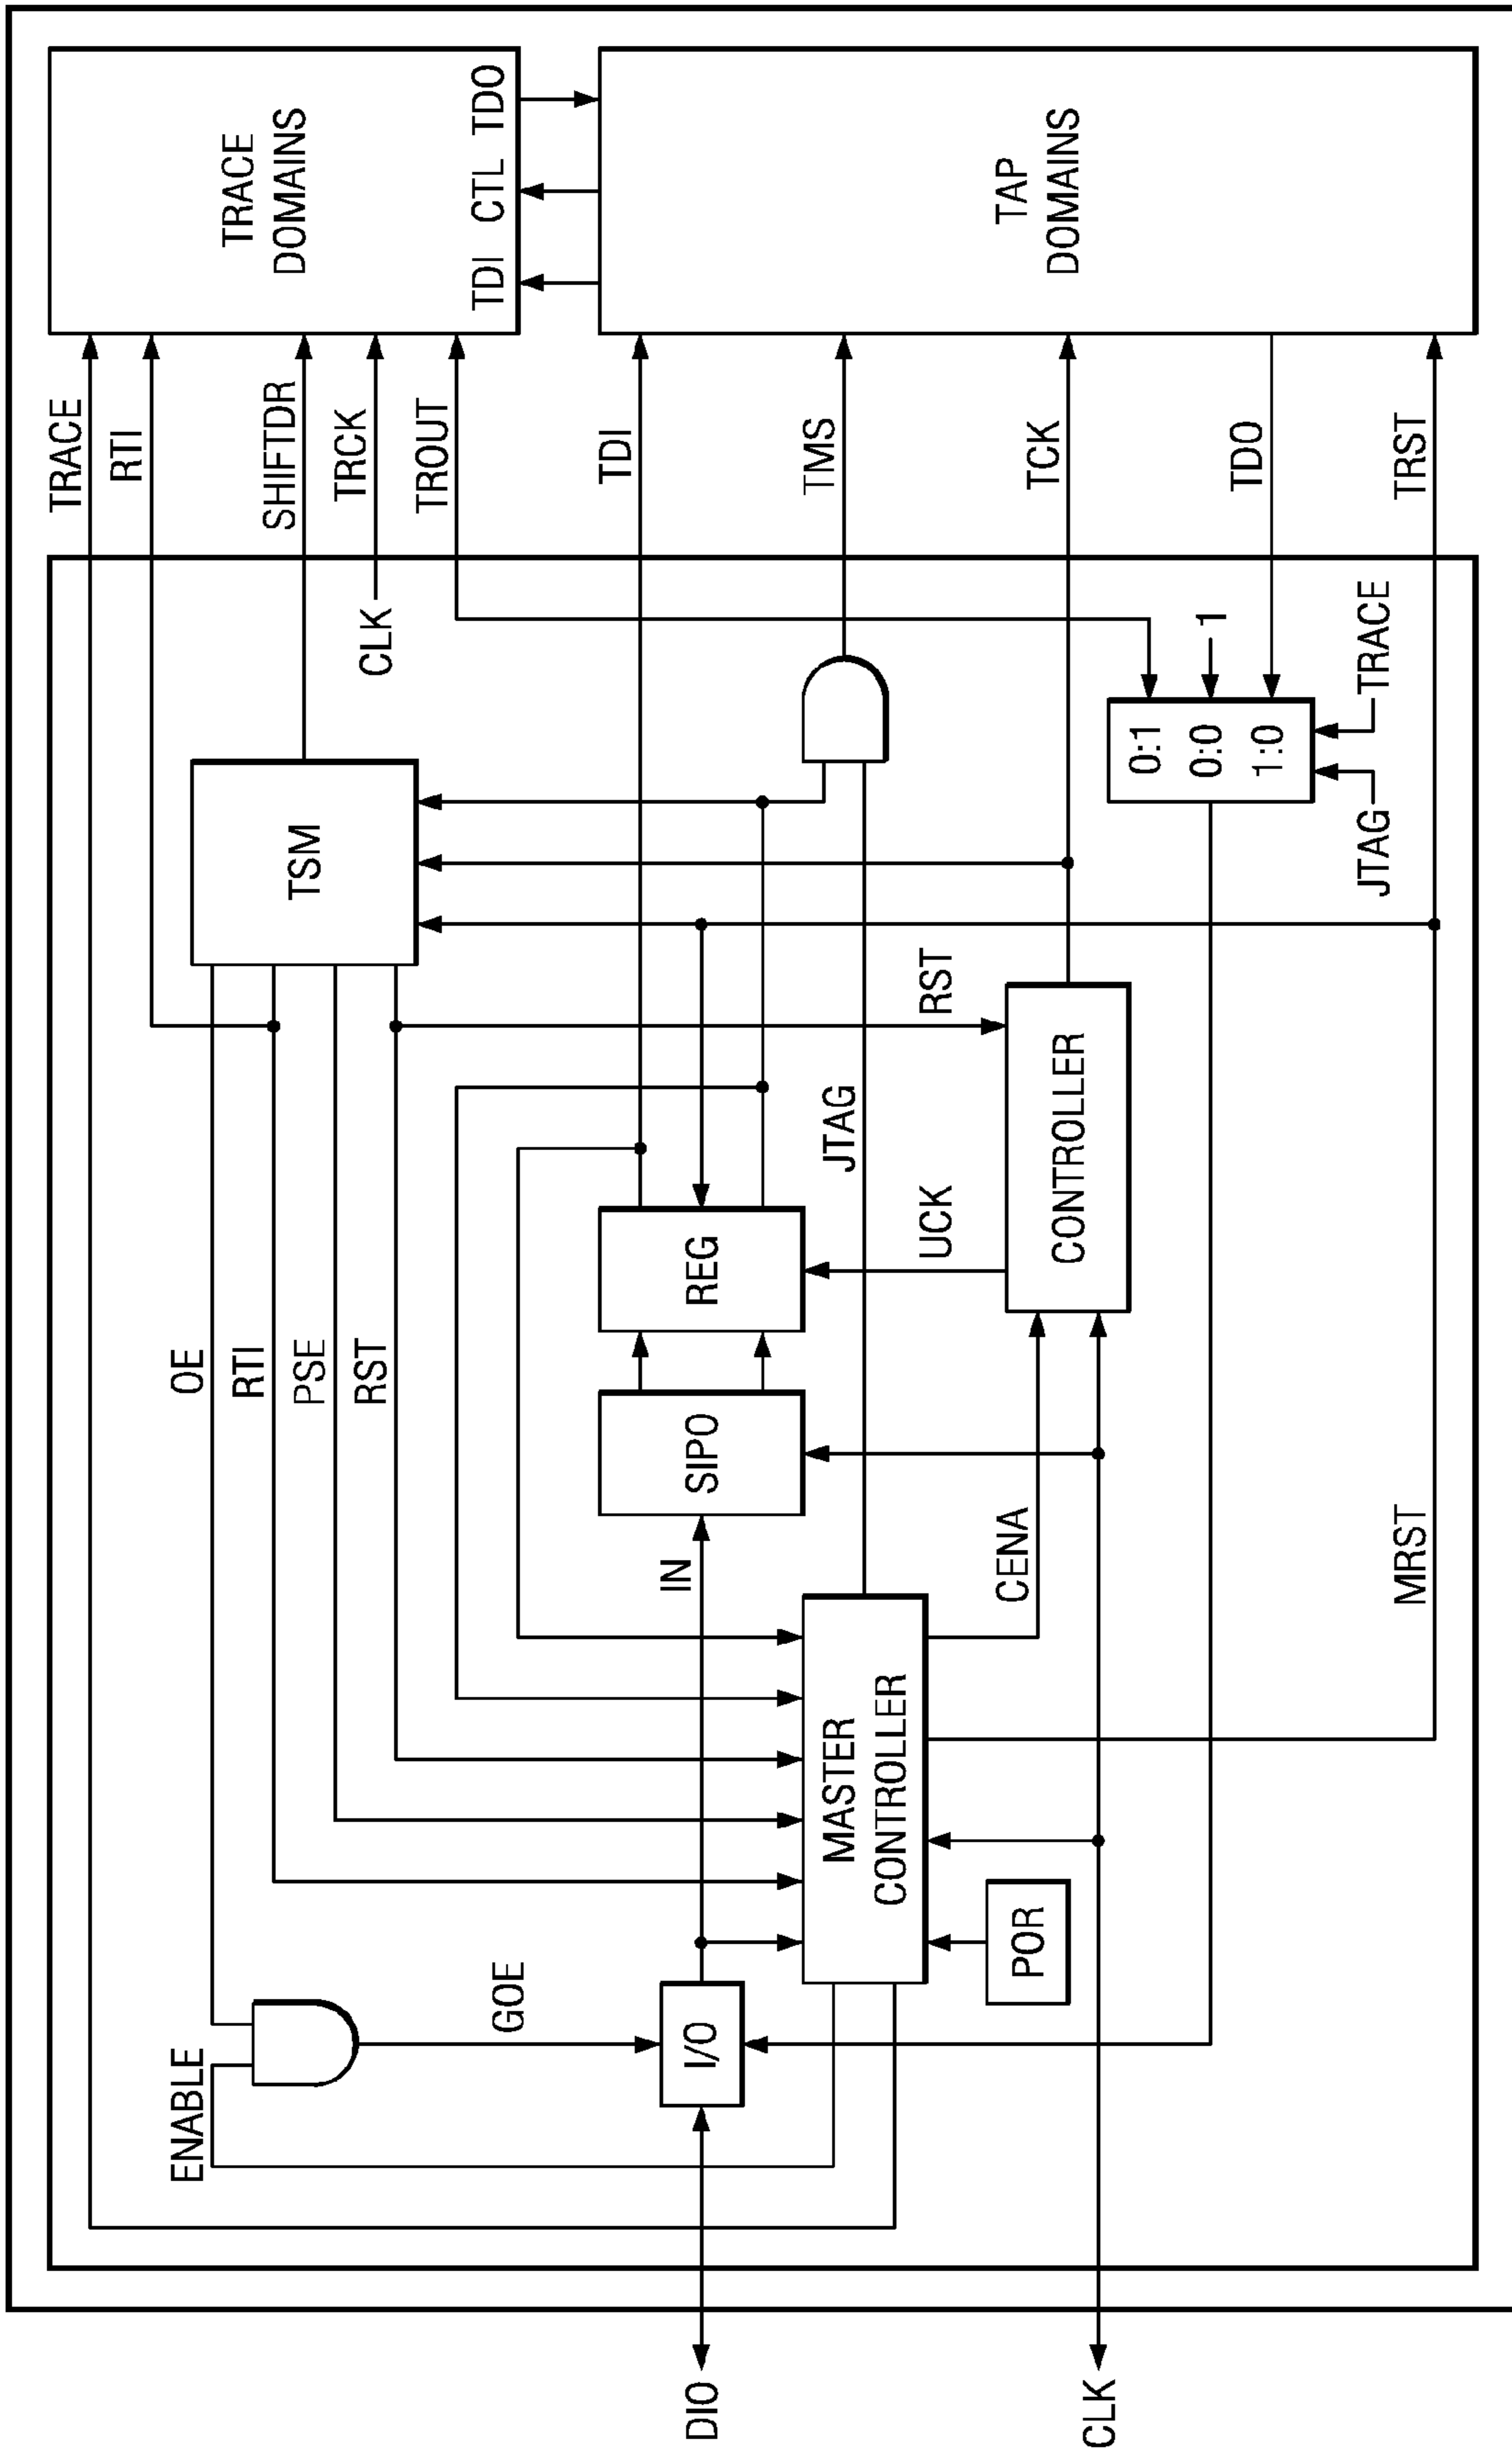 TRACE
DOMAINS
TDI
CTL
TDO
TAP
DOMAINS
TRACE
RTI
SHIFTDR
TRCK
TROUT
TDI
TMS
TCK
TDO
TRST
CLK
TSM
0:1
0:0
1:0
1
JTAG
TRACE
OE
RTI
PSE
RST
RST
JTAG
REG
UCK
CONTROLLER
SIPO
IN
CENA
MRST
MASTER
CONTROLLER
POR
ENABLE
GOE
I/O
DIO
CLK